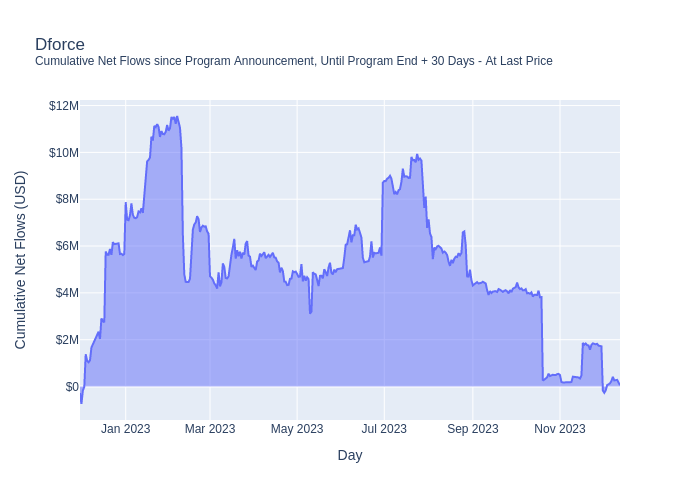 Dforce
Cumulative Net Flows since Program Announcement, Until Program End + 30 Days - At Last Price
$12M
$10M
$8M
$6M
$4M
$2M
$0
Cumulative Net Flows (USD)
Jan 2023 Mar 2023 May 2023 Jul 2023 Sep 2023 Nov 2023
Day